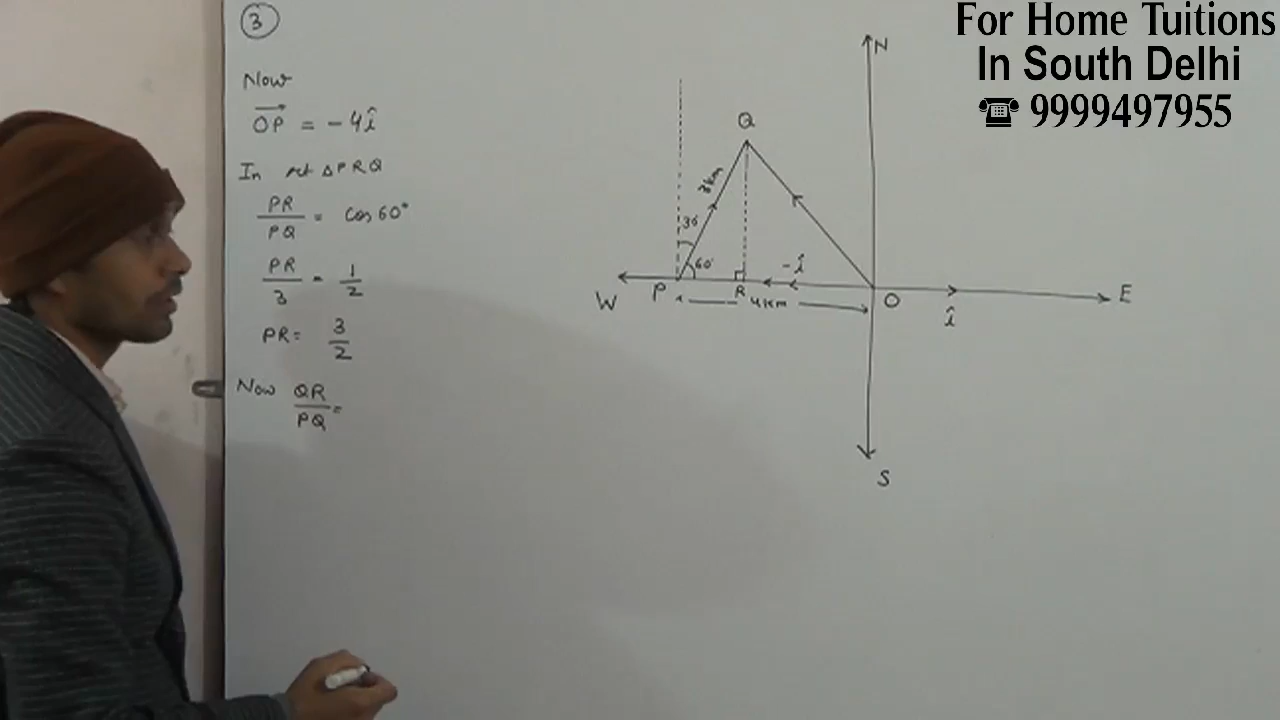 For Home Tuitions
In South Delhi
☎ 9999497955
3
Now
OP = - 4î
In rt △PRQ
PR/PQ = Cos 60°
PR/3 = 1/2
PR = 3/2
Now QR/PQ =
N
Q
3km
30°
60°
-î
W
P
R
4km
O
î
E
S